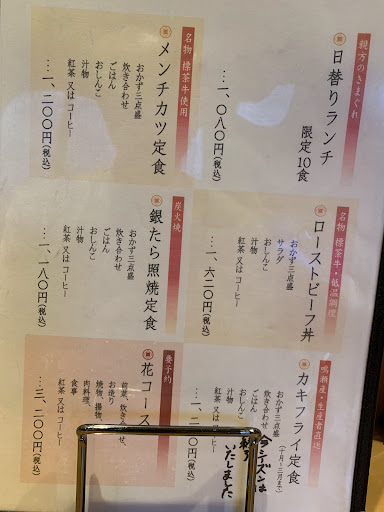 親方のきまぐれ
日替りランチ
限定10食
…一、〇八〇円(税込)
名物 標茶牛使用
メンチカツ定食
おかず三点盛
炊き合わせ
ごはん
おしんこ
汁物
紅茶 又は コーヒー
…一、二〇〇円(税込)
名物 標茶牛・低温調理
ローストビーフ丼
おかず三点盛
サラダ
おしんこ
汁物
紅茶 又は コーヒー
…一、六二〇円(税込)
炭火焼
銀たら照焼定食
おかず三点盛
炊き合わせ
ごはん
おしんこ
汁物
紅茶 又は コーヒー
…一、一八〇円(税込)
鳴瀬産・生産者直送
カキフライ定食
(十月~三月まで)
おかず三点盛
炊き合わせ
ごはん
おしんこ
汁物
紅茶 又は コーヒー
今シーズンは
いたしました
要予約
花コース
前菜、炊き合わせ、
お造り
焼物、揚物、
肉料理、
食事
紅茶 又は コーヒー
…三、二〇〇円(税込)